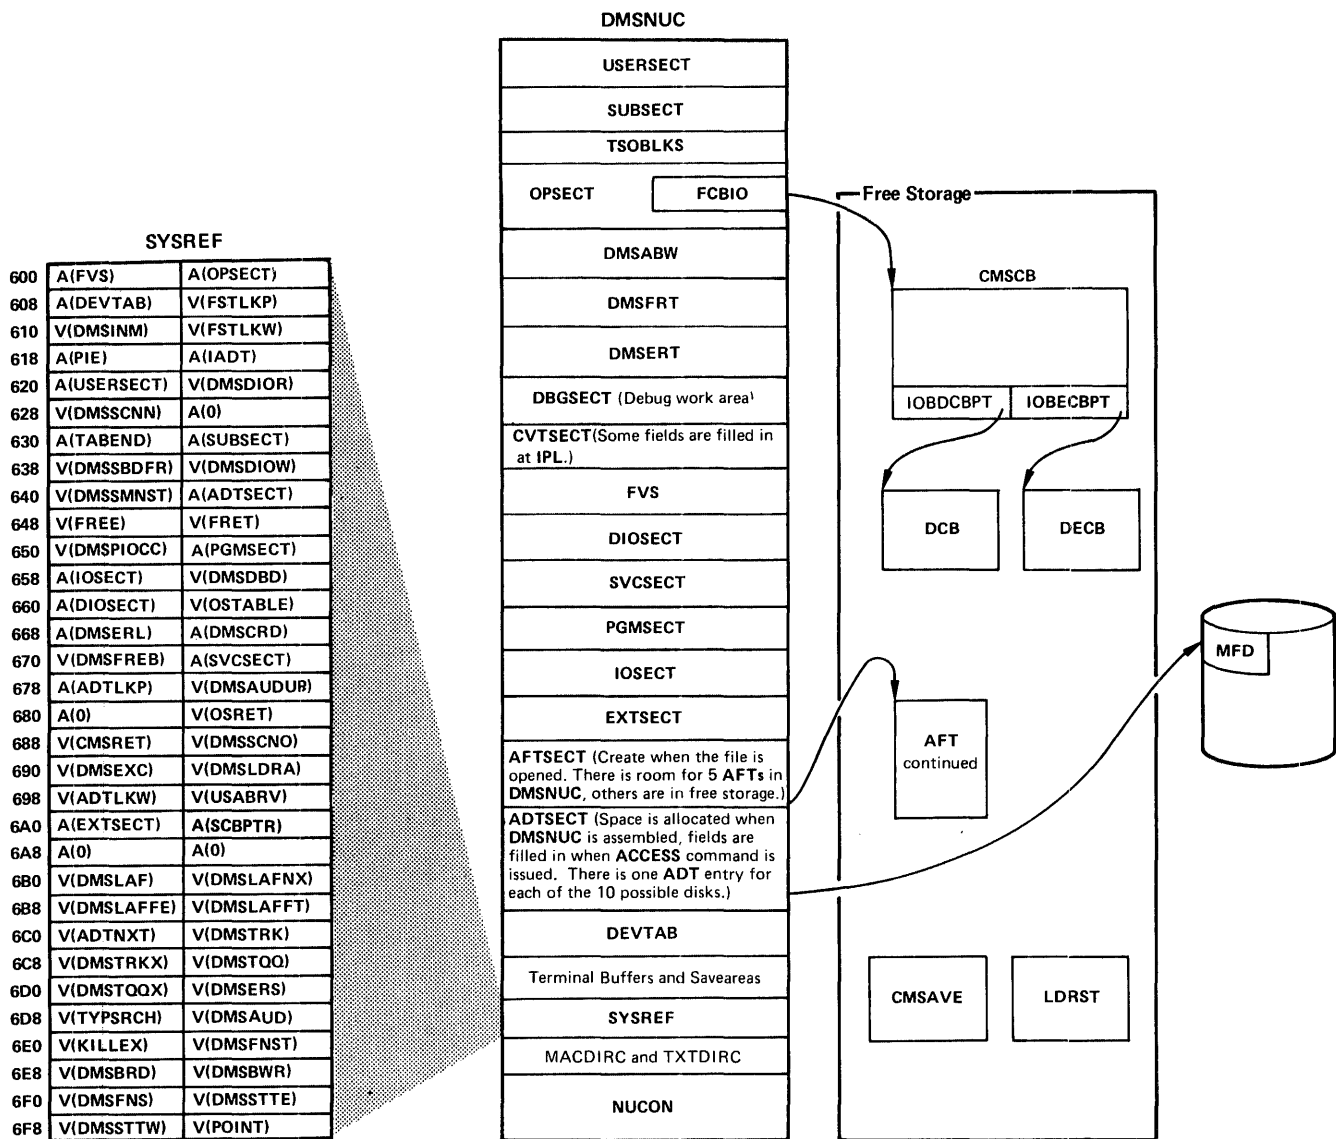 DMSNUC
USERSECT
SUBSECT
TSOBLKS
OPSECT FCBIO
DMSABW
DMSFRT
DMSERT
DBGSECT (Debug work area)
CVTSECT(Some fields are filled in
at IPL.)
FVS
DIOSECT
SVCSECT
PGMSECT
IOSECT
EXTSECT
AFTSECT (Create when the file is
opened. There is room for 5 AFTs in
DMSNUC, others are in free storage.)
ADTSECT (Space is allocated when
DMSNUC is assembled, fields are
filled in when ACCESS command is
issued. There is one ADT entry for
each of the 10 possible disks.)
DEVTAB
Terminal Buffers and Saveareas
SYSREF
MACDIRC and TXTDIRC
NUCON
SYSREF
600 A(FVS) A(OPSECT)
608 A(DEVTAB) V(FSTLKP)
610 V(DMSINM) V(FSTLKW)
618 A(PIE) A(IADT)
620 A(USERSECT) V(DMSDIOR)
628 V(DMSSCNN) A(0)
630 A(TABEND) A(SUBSECT)
638 V(DMSSBDFR) V(DMSDIOW)
640 V(DMSSMNST) A(ADTSECT)
648 V(FREE) V(FRET)
650 V(DMSPIOCC) A(PGMSECT)
658 A(IOSECT) V(DMSDBD)
660 A(DIOSECT) V(OSTABLE)
668 A(DMSERL) A(DMSCRD)
670 V(DMSFREB) A(SVCSECT)
678 A(ADTLKP) V(DMSAUDUP)
680 A(0) V(OSRET)
688 V(CMSRET) V(DMSSCNO)
690 V(DMSEXC) V(DMSLDRA)
698 V(ADTLKW) V(USABRV)
6A0 A(EXTSECT) A(SCBPTR)
6A8 A(0) A(0)
6B0 V(DMSLAF) V(DMSLAFNX)
6B8 V(DMSLAFFE) V(DMSLAFFT)
6C0 V(ADTNXT) V(DMSTRK)
6C8 V(DMSTRKX) V(DMSTQQ)
6D0 V(DMSTQQX) V(DMSERS)
6D8 V(TYPSRCH) V(DMSAUD)
6E0 V(KILLEX) V(DMSFNST)
6E8 V(DMSBRD) V(DMSBWR)
6F0 V(DMSFNS) V(DMSSTTE)
6F8 V(DMSSTTW) V(POINT)
Free Storage
CMSCB
IOBDCBPT IOBECBPT
DCB DECB
AFT
continued
CMSAVE LDRST
MFD